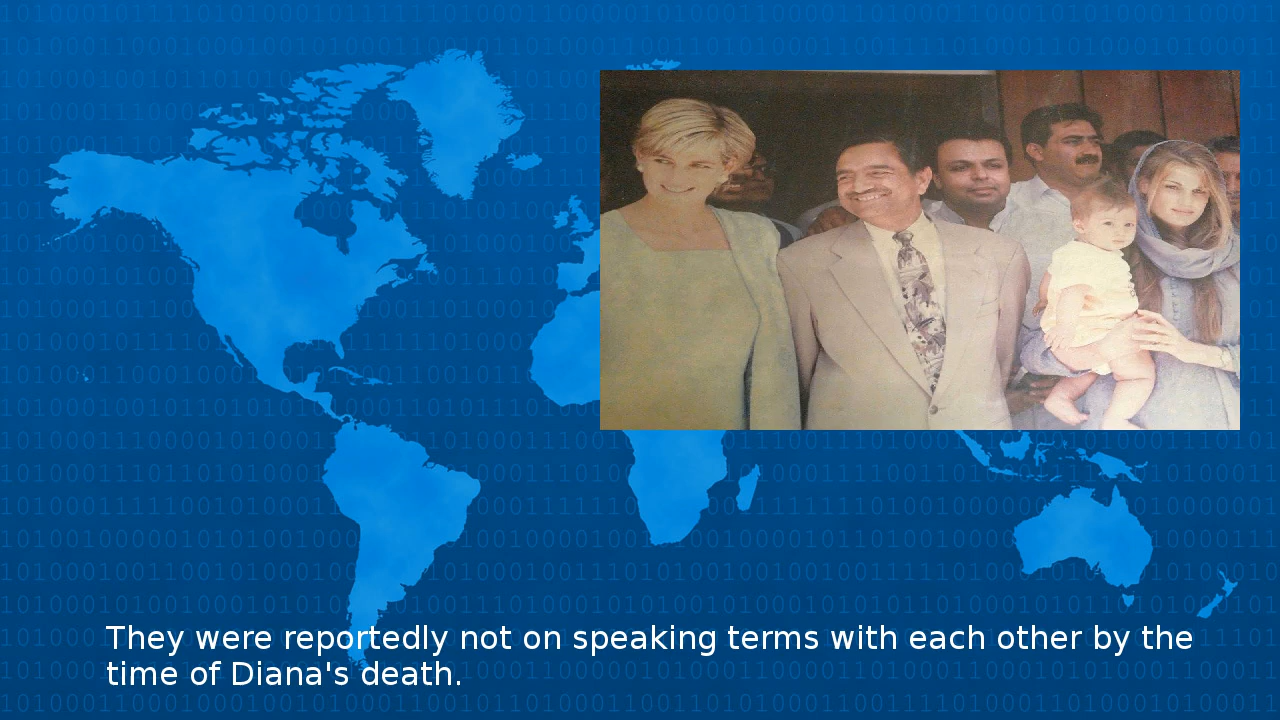 They were reportedly not on speaking terms with each other by the
time of Diana's death.